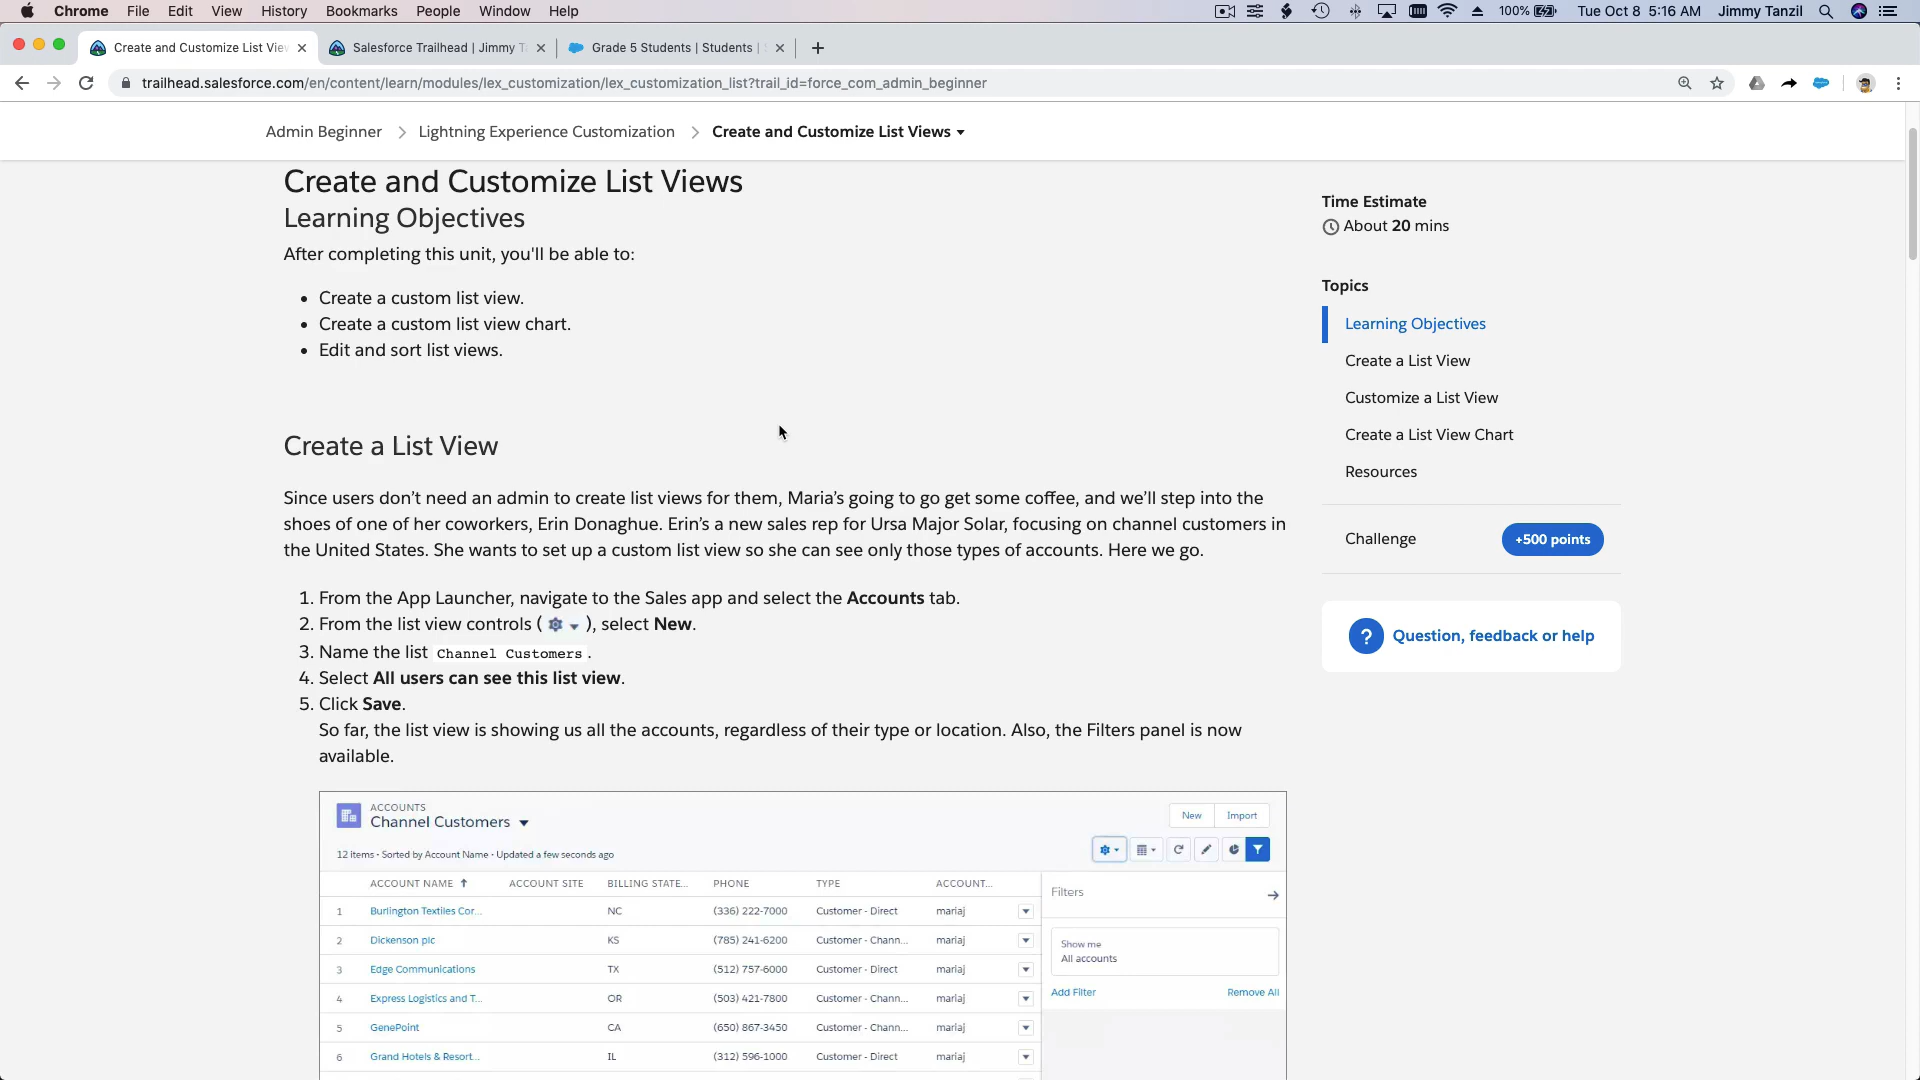 Chrome File Edit View History Bookmarks People Window Help 100% Tue Oct 8 5:16 AM Jimmy Tanzil
Create and Customize List View Salesforce Trailhead | Jimmy T Grade 5 Students | Students |
trailhead.salesforce.com/en/content/learn/modules/lex_customization/lex_customization_list?trail_id=force_com_admin_beginner
Admin Beginner Lightning Experience Customization Create and Customize List Views
Create and Customize List Views
Learning Objectives
After completing this unit, you'll be able to:
• Create a custom list view.
• Create a custom list view chart.
• Edit and sort list views.
Create a List View
Since users don’t need an admin to create list views for them, Maria’s going to go get some coffee, and we’ll step into the
shoes of one of her coworkers, Erin Donaghue. Erin’s a new sales rep for Ursa Major Solar, focusing on channel customers in
the United States. She wants to set up a custom list view so she can see only those types of accounts. Here we go.
1. From the App Launcher, navigate to the Sales app and select the Accounts tab.
2. From the list view controls ( ), select New.
3. Name the list Channel Customers.
4. Select All users can see this list view.
5. Click Save.
So far, the list view is showing us all the accounts, regardless of their type or location. Also, the Filters panel is now
available.
ACCOUNTS
Channel Customers
New Import
12 items • Sorted by Account Name • Updated a few seconds ago
ACCOUNT NAME ACCOUNT SITE BILLING STATE... PHONE TYPE ACCOUNT...
1 Burlington Textiles Cor... NC (336) 222-7000 Customer - Direct mariaj
2 Dickenson plc KS (785) 241-6200 Customer - Chann... mariaj
3 Edge Communications TX (512) 757-6000 Customer - Direct mariaj
4 Express Logistics and T... OR (503) 421-7800 Customer - Chann... mariaj
5 GenePoint CA (650) 867-3450 Customer - Chann... mariaj
6 Grand Hotels & Resort... IL (312) 596-1000 Customer - Direct mariaj
Filters
Show me
All accounts
Add Filter Remove All
Time Estimate
About 20 mins
Topics
Learning Objectives
Create a List View
Customize a List View
Create a List View Chart
Resources
Challenge +500 points
? Question, feedback or help